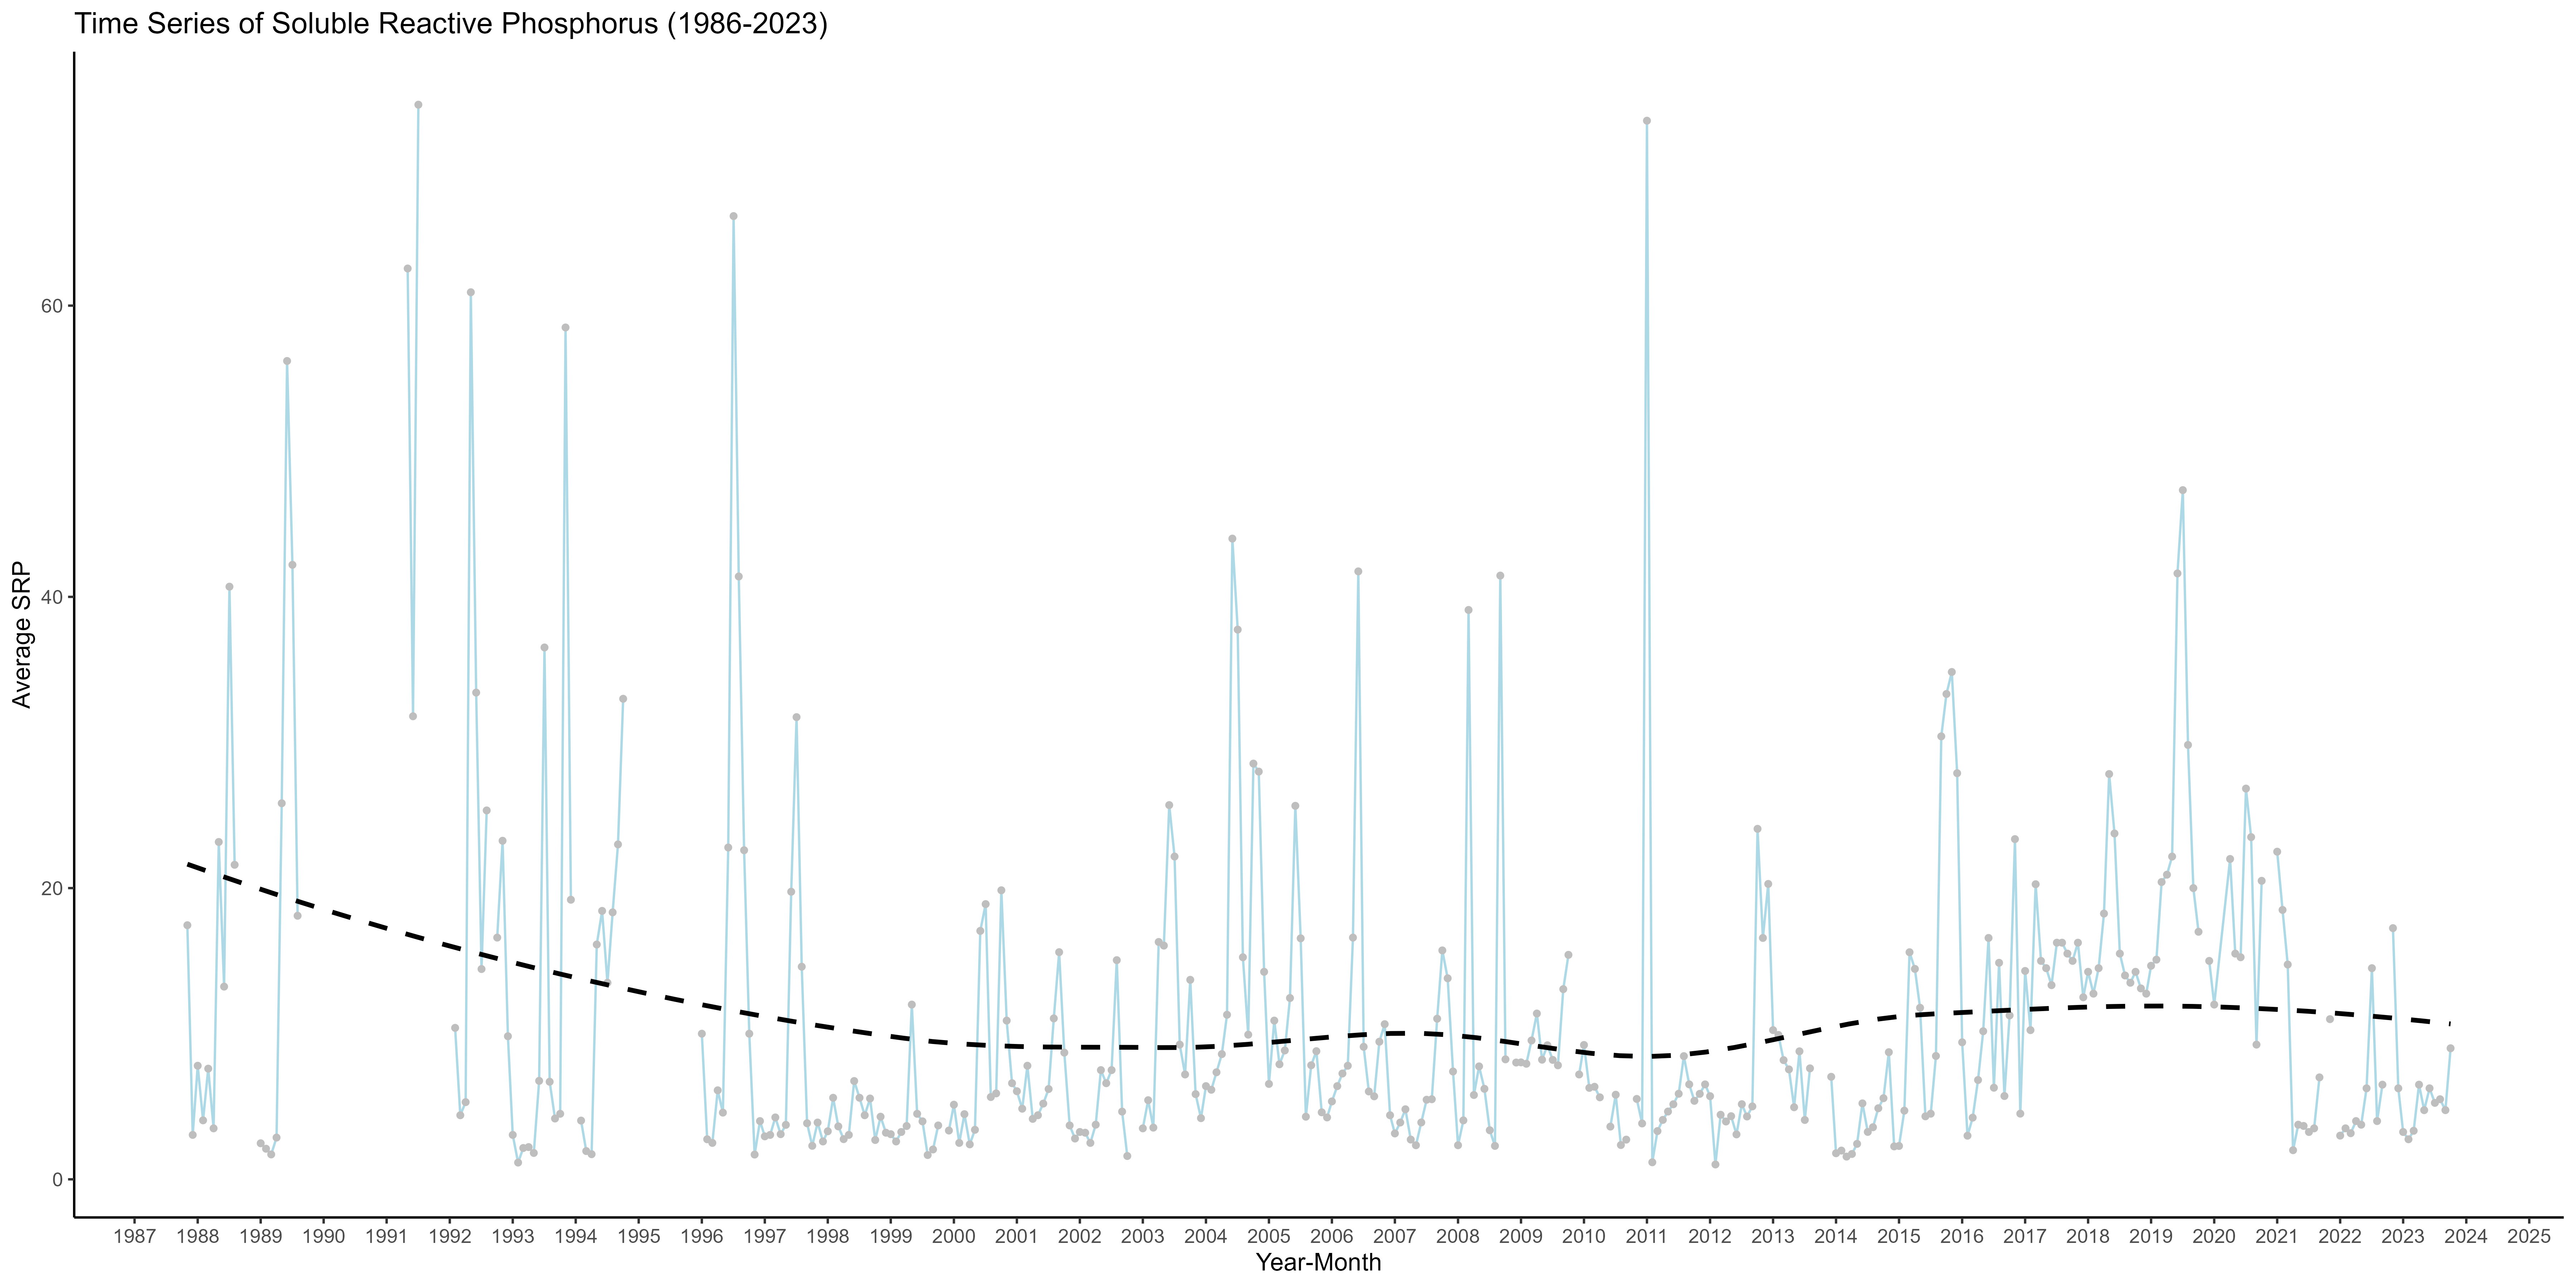 Time Series of Soluble Reactive Phosphorus (1986-2023)
Average SRP
60
40
20
0
1987 1988 1989 1990 1991 1992 1993 1994 1995 1996 1997 1998 1999 2000 2001 2002 2003 2004 2005 2006 2007 2008 2009 2010 2011 2012 2013 2014 2015 2016 2017 2018 2019 2020 2021 2022 2023 2024 2025
Year-Month